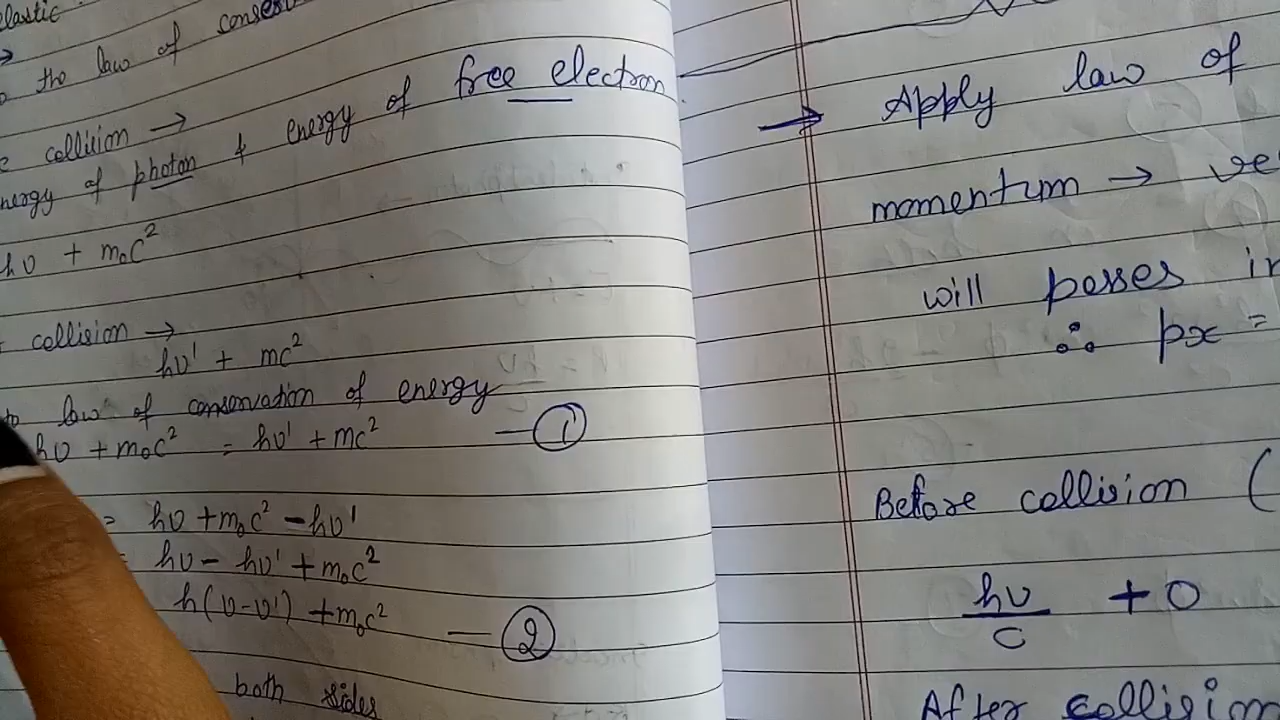 elastic
→
the law of
collision →
energy of photon & energy of free electron
hυ + m₀c²
collision →
hυ' + mc²
to law of conservation of energy
hυ + m₀c² = hυ' + mc² — ①
= hυ + m₀c² - hυ'
= hυ - hυ' + m₀c²
h(υ-υ') + m₀c² — ②
both sides
→ Apply law of
momentum →
will posses
∴ px =
Before collision (
hυ/c + 0
After collision